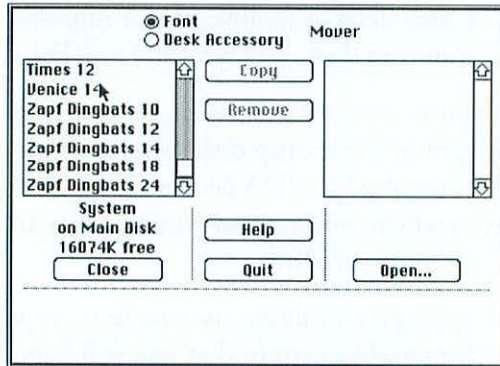 Font
Desk Accessory
Mover
Times 12
Venice 14
Zapf Dingbats 10
Zapf Dingbats 12
Zapf Dingbats 14
Zapf Dingbats 18
Zapf Dingbats 24
Copy
Remove
System
on Main Disk
16074K free
Close
Help
Quit
Open...